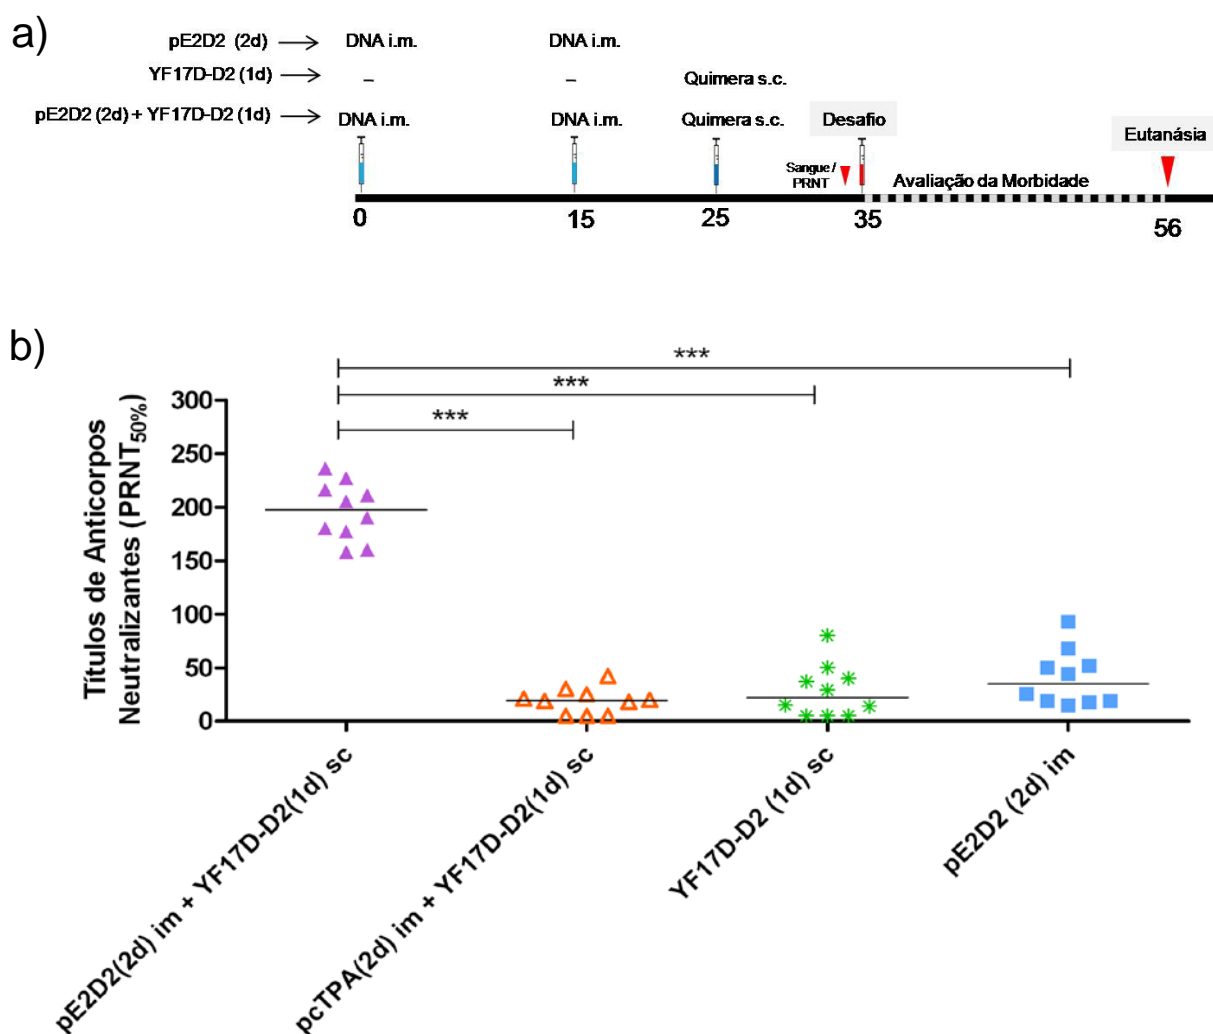 a)
pE2D2 (2d) → DNA i.m. DNA i.m.
YF17D-D2 (1d) → – – Quimera s.c.
pE2D2 (2d) + YF17D-D2 (1d) → DNA i.m. DNA i.m. Quimera s.c. Desafio
Eutanásia
Sangue /
PRNT
Avaliação da Morbidade
0 15 25 35 56
b)
***
***
***
Títulos de Anticorpos
Neutralizantes (PRNT50%)
300
250
200
150
100
50
0
pE2D2(2d) im + YF17D-D2(1d) sc
pcTPA(2d) im + YF17D-D2(1d) sc
YF17D-D2 (1d) sc
pE2D2 (2d) im